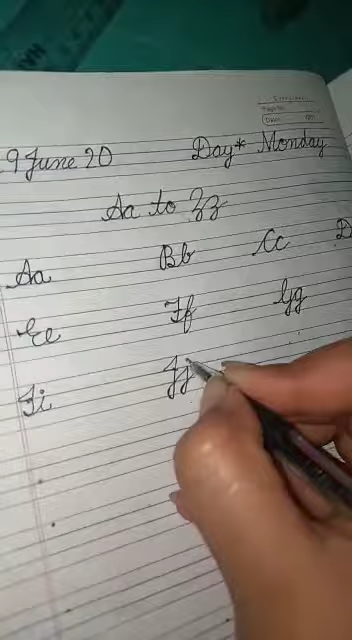 9 June 20
Day* Monday
Aa to Zz
Aa Bb Cc D
Ee Ff Gg
Ii Jj